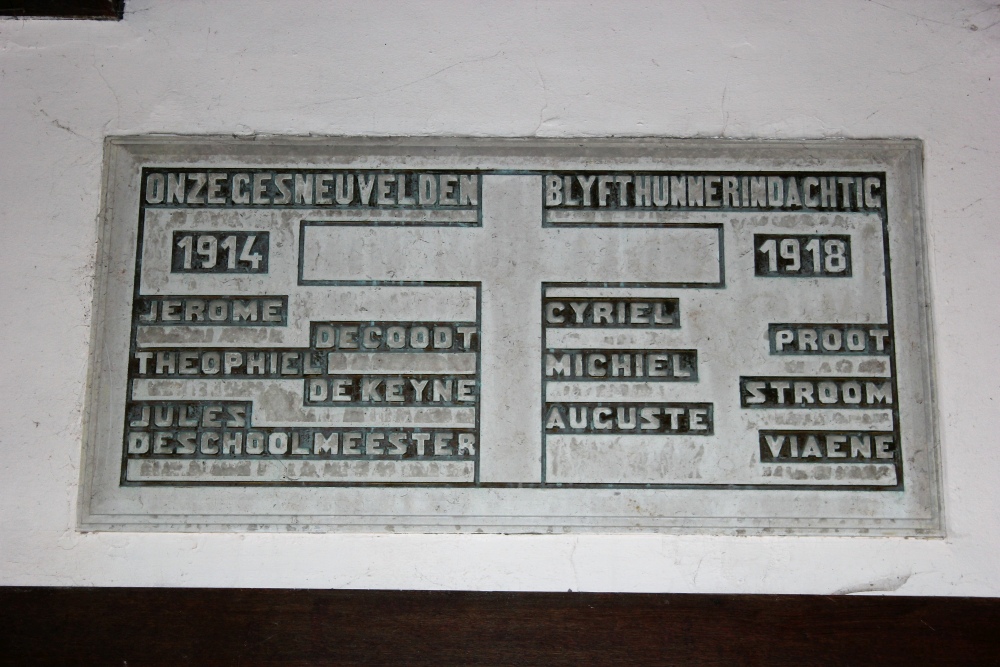 ONZE GESNEUVELDEN
BLYFT HUNNER INDACHTIG
1914
1918
JEROME
DECOODT
THEOPHIEL
DEKEYNE
JULES
DESCHOOLMEESTER
CYRIEL
PROOT
MICHIEL
STROOM
AUGUSTE
VIAENE